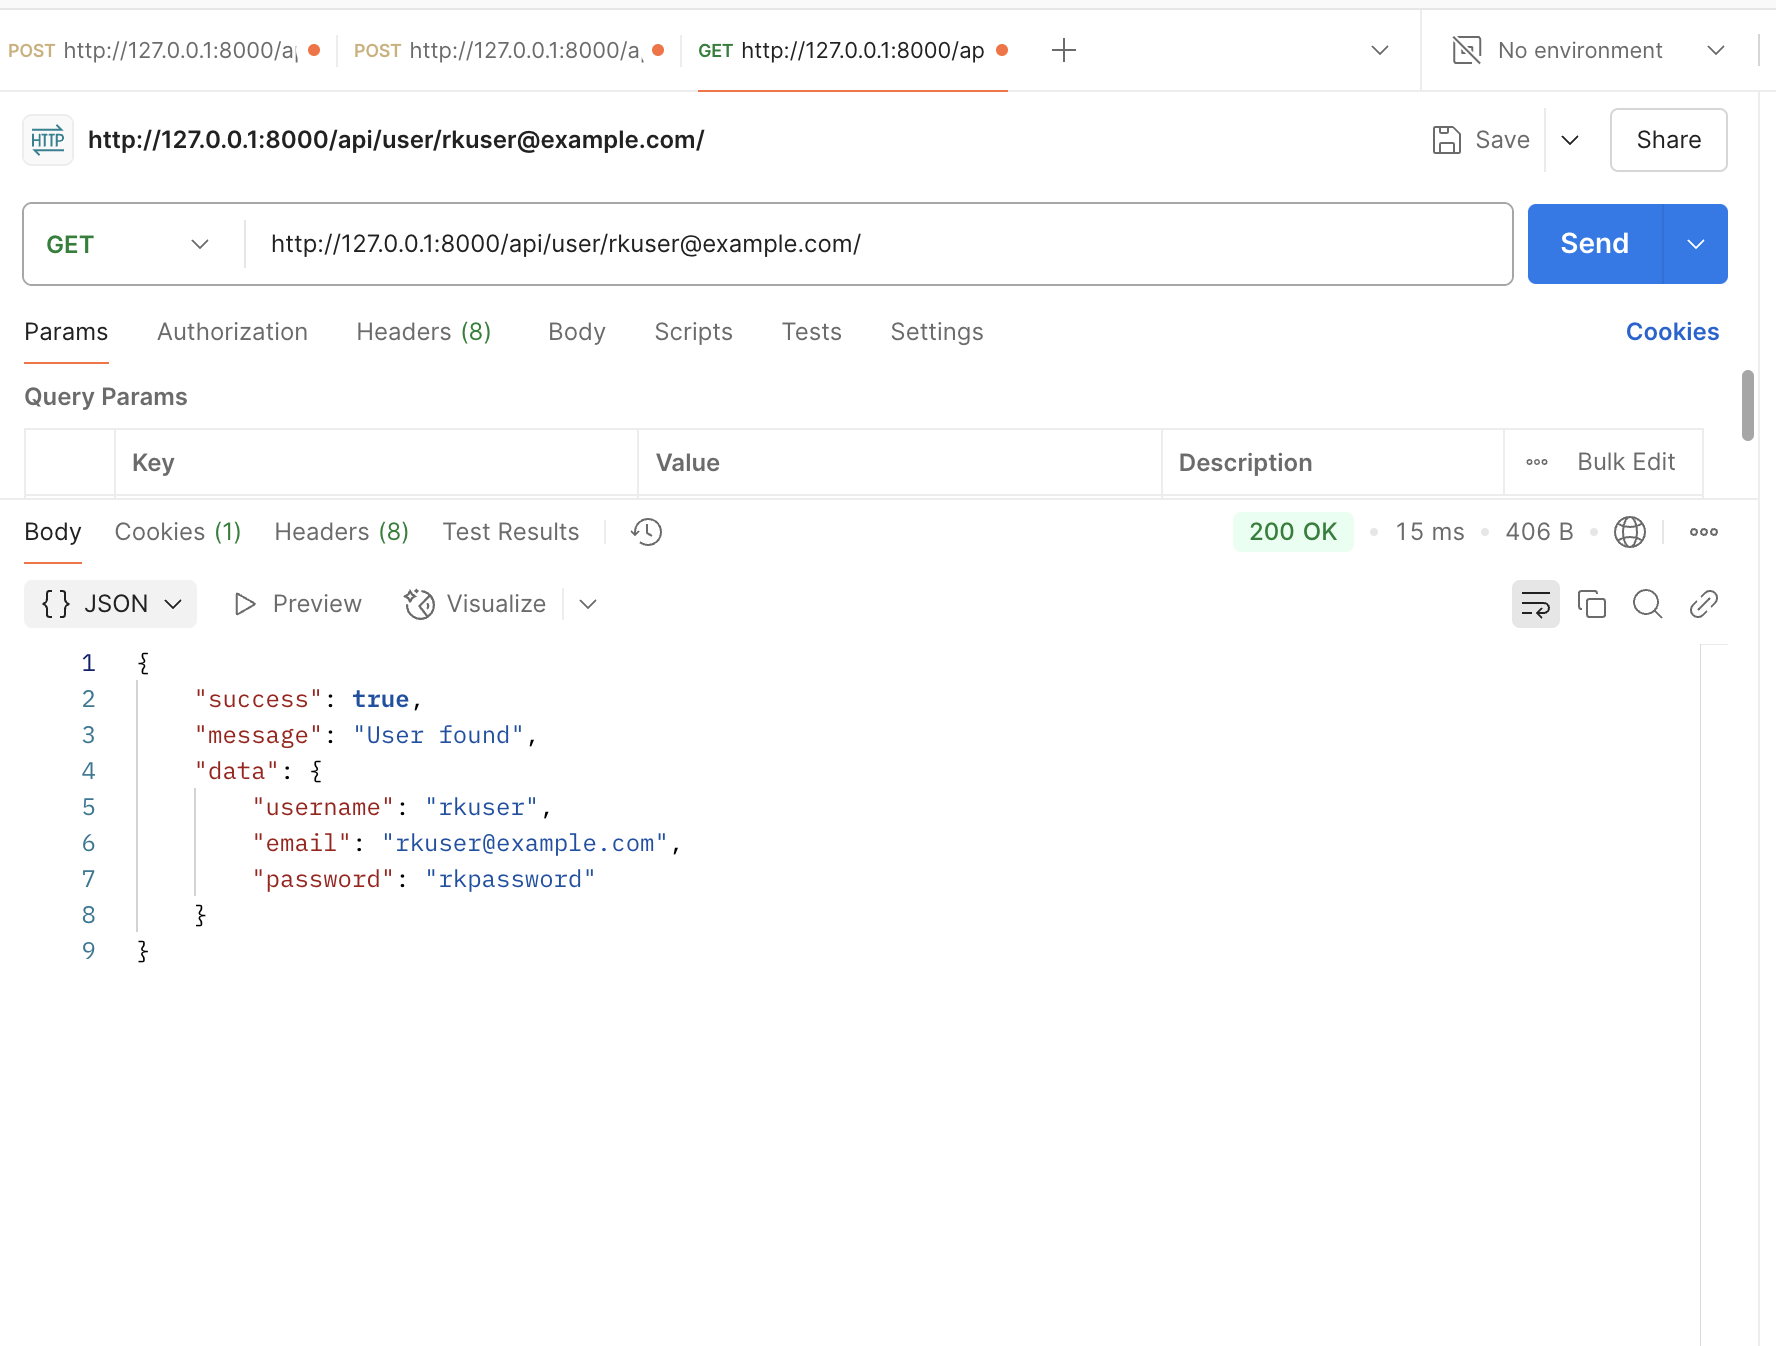 POST http://127.0.0.1:8000/a POST http://127.0.0.1:8000/a GET http://127.0.0.1:8000/ap No environment
HTTP http://127.0.0.1:8000/api/user/rkuser@example.com/ Save Share
GET http://127.0.0.1:8000/api/user/rkuser@example.com/ Send
Params Authorization Headers (8) Body Scripts Tests Settings Cookies
Query Params
Key Value Description Bulk Edit
Body Cookies (1) Headers (8) Test Results 200 OK 15 ms 406 B
{} JSON Preview Visualize
1 {
2 "success": true,
3 "message": "User found",
4 "data": {
5 "username": "rkuser",
6 "email": "rkuser@example.com",
7 "password": "rkpassword"
8 }
9 }